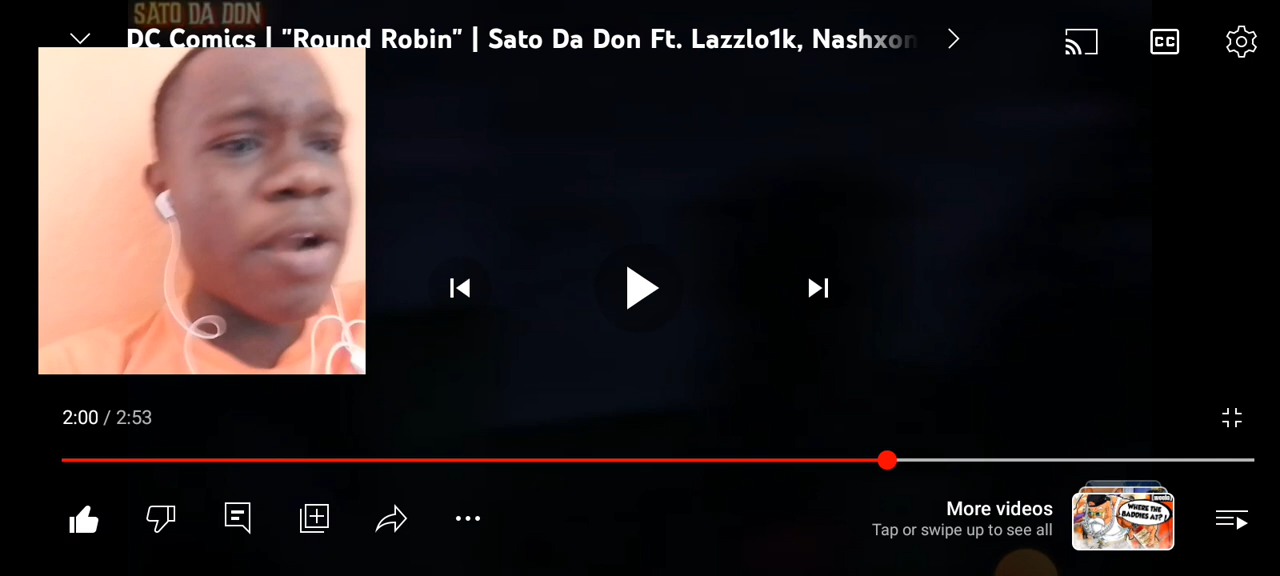 SATO DA DON
DC Comics | "Round Robin" | Sato Da Don Ft. Lazzlo1k, Nashxon
CC
2:00 / 2:53
More videos
Tap or swipe up to see all
WHERE THE
BADDIES AT?!